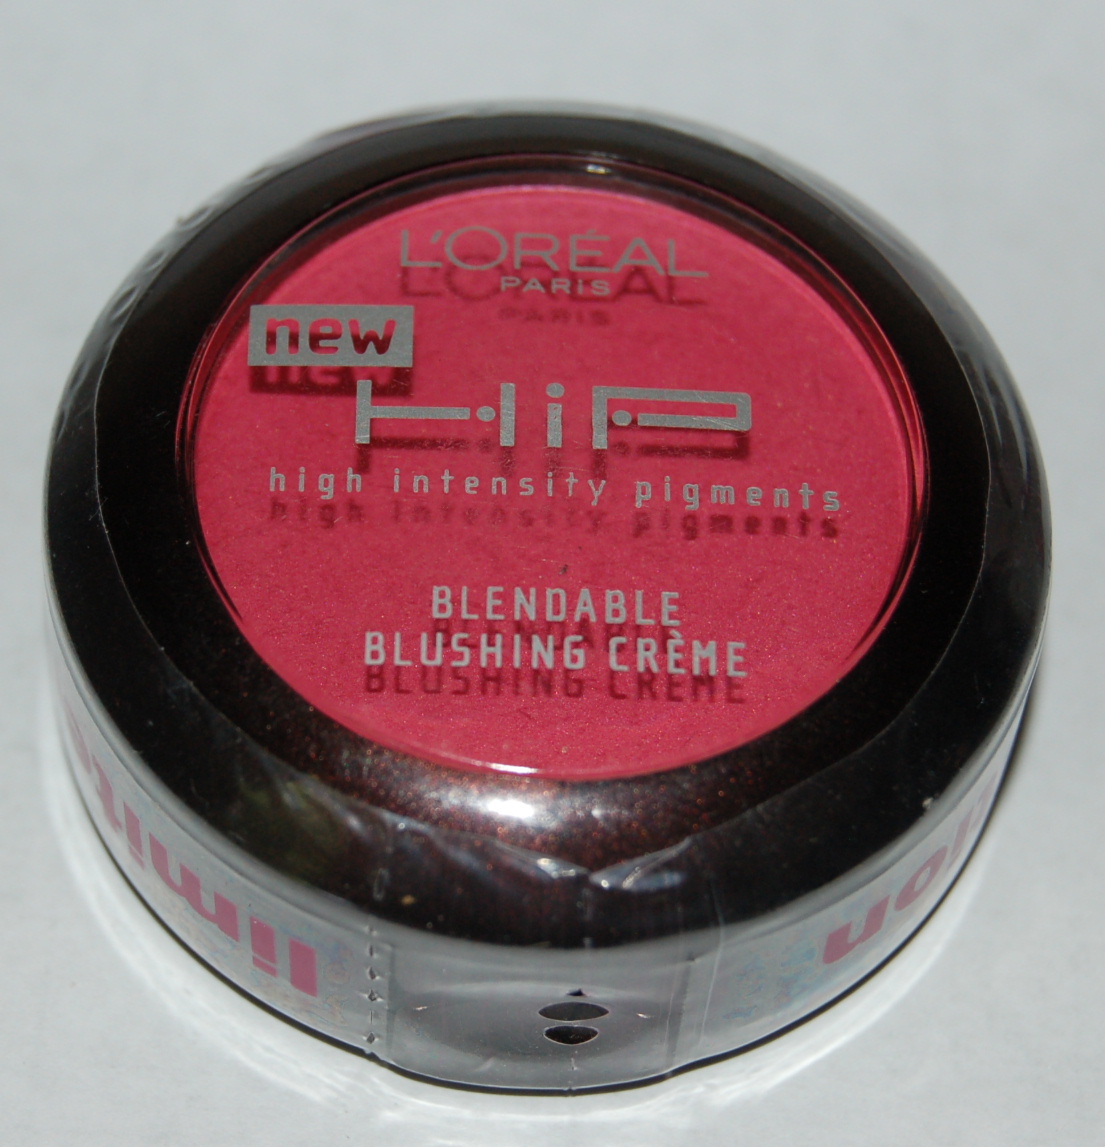 L'ORÉAL
PARIS
new
HiP
high intensity pigments
BLENDABLE
BLUSHING CRÈME